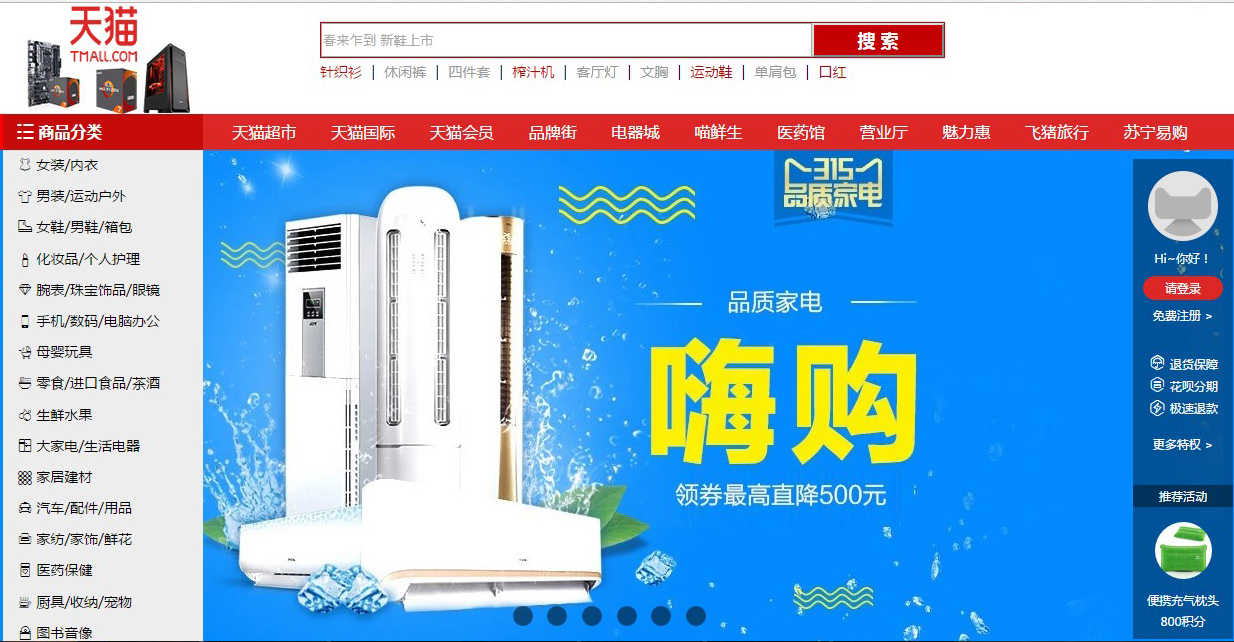 天猫
TMALL.COM
春来乍到 新鞋上市
搜 索
针织衫 | 休闲裤 | 四件套 | 榨汁机 | 客厅灯 | 文胸 | 运动鞋 | 单肩包 | 口红
商品分类
天猫超市 天猫国际 天猫会员 品牌街 电器城 喵鲜生 医药馆 营业厅 魅力惠 飞猪旅行 苏宁易购
女装/内衣
男装/运动户外
女鞋/男鞋/箱包
化妆品/个人护理
腕表/珠宝饰品/眼镜
手机/数码/电脑办公
母婴玩具
零食/进口食品/茶酒
生鲜水果
大家电/生活电器
家居建材
汽车/配件/用品
家纺/家饰/鲜花
医药保健
厨具/收纳/宠物
图书音像
315
品质家电
品质家电
嗨购
领券最高直降500元
Hi~你好！
请登录
免费注册 >
退货保障
花呗分期
极速退款
更多特权 >
推荐活动
便携充气枕头
800积分